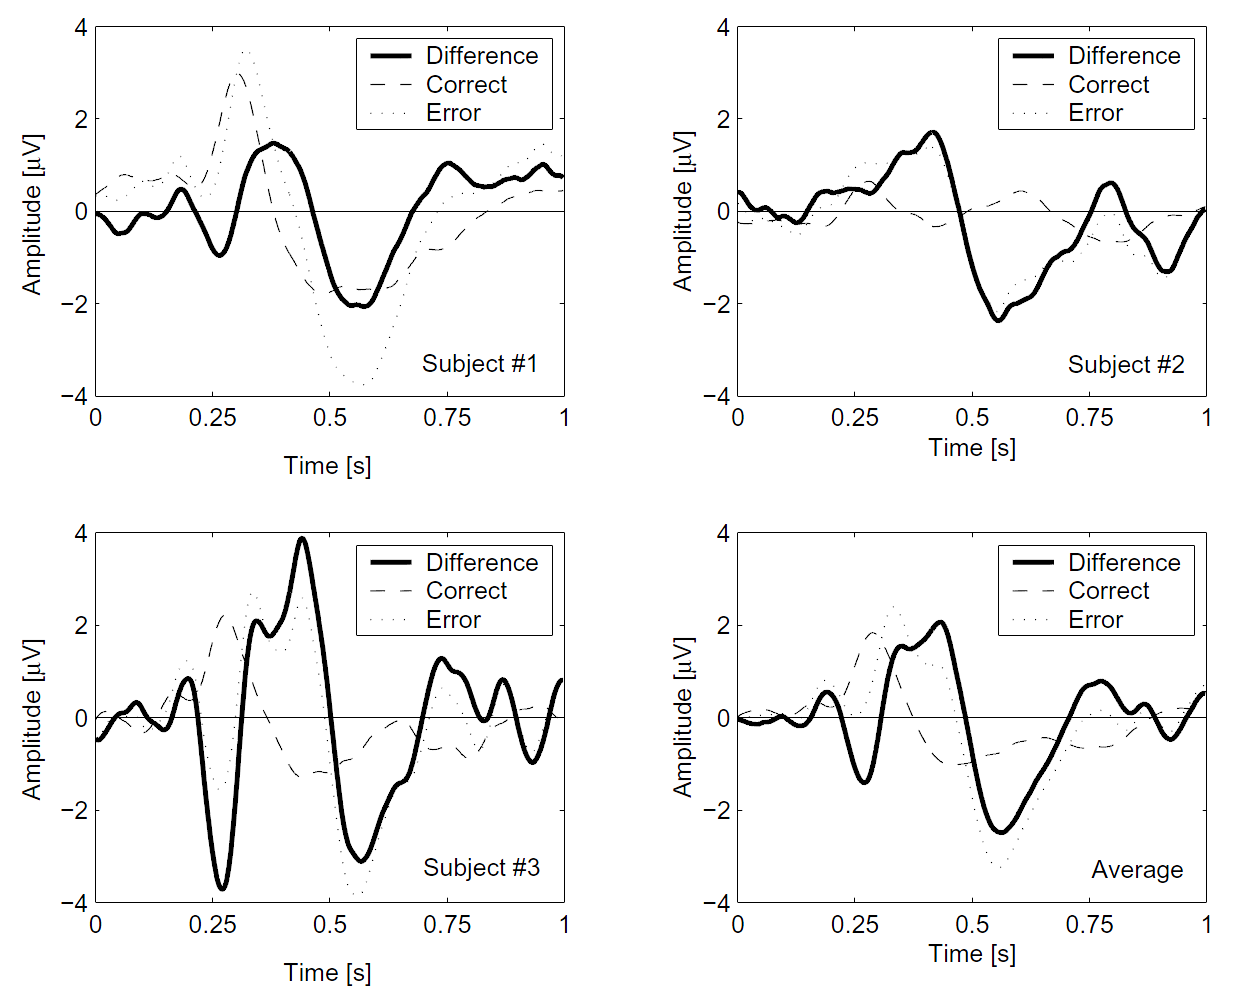 4
2
0
−2
−4
Amplitude [μV]
Difference
Correct
Error
Subject #1
0 0.25 0.5 0.75 1
Time [s]
4
2
0
−2
−4
Amplitude [μV]
Difference
Correct
Error
Subject #2
0 0.25 0.5 0.75 1
Time [s]
4
2
0
−2
−4
Amplitude [μV]
Difference
Correct
Error
Subject #3
0 0.25 0.5 0.75 1
Time [s]
4
2
0
−2
−4
Amplitude [μV]
Difference
Correct
Error
Average
0 0.25 0.5 0.75 1
Time [s]